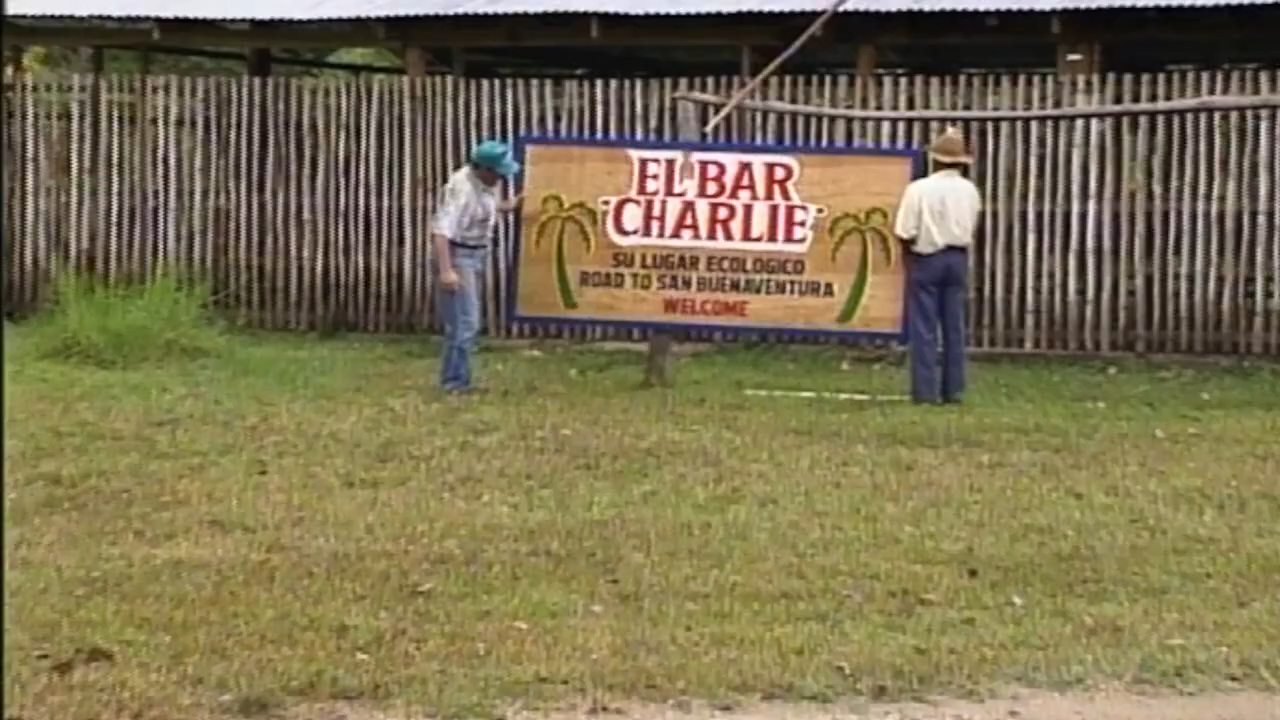 EL BAR
CHARLIE
SU LUGAR ECOLOGICO
ROAD TO SAN BUENAVENTURA
WELCOME